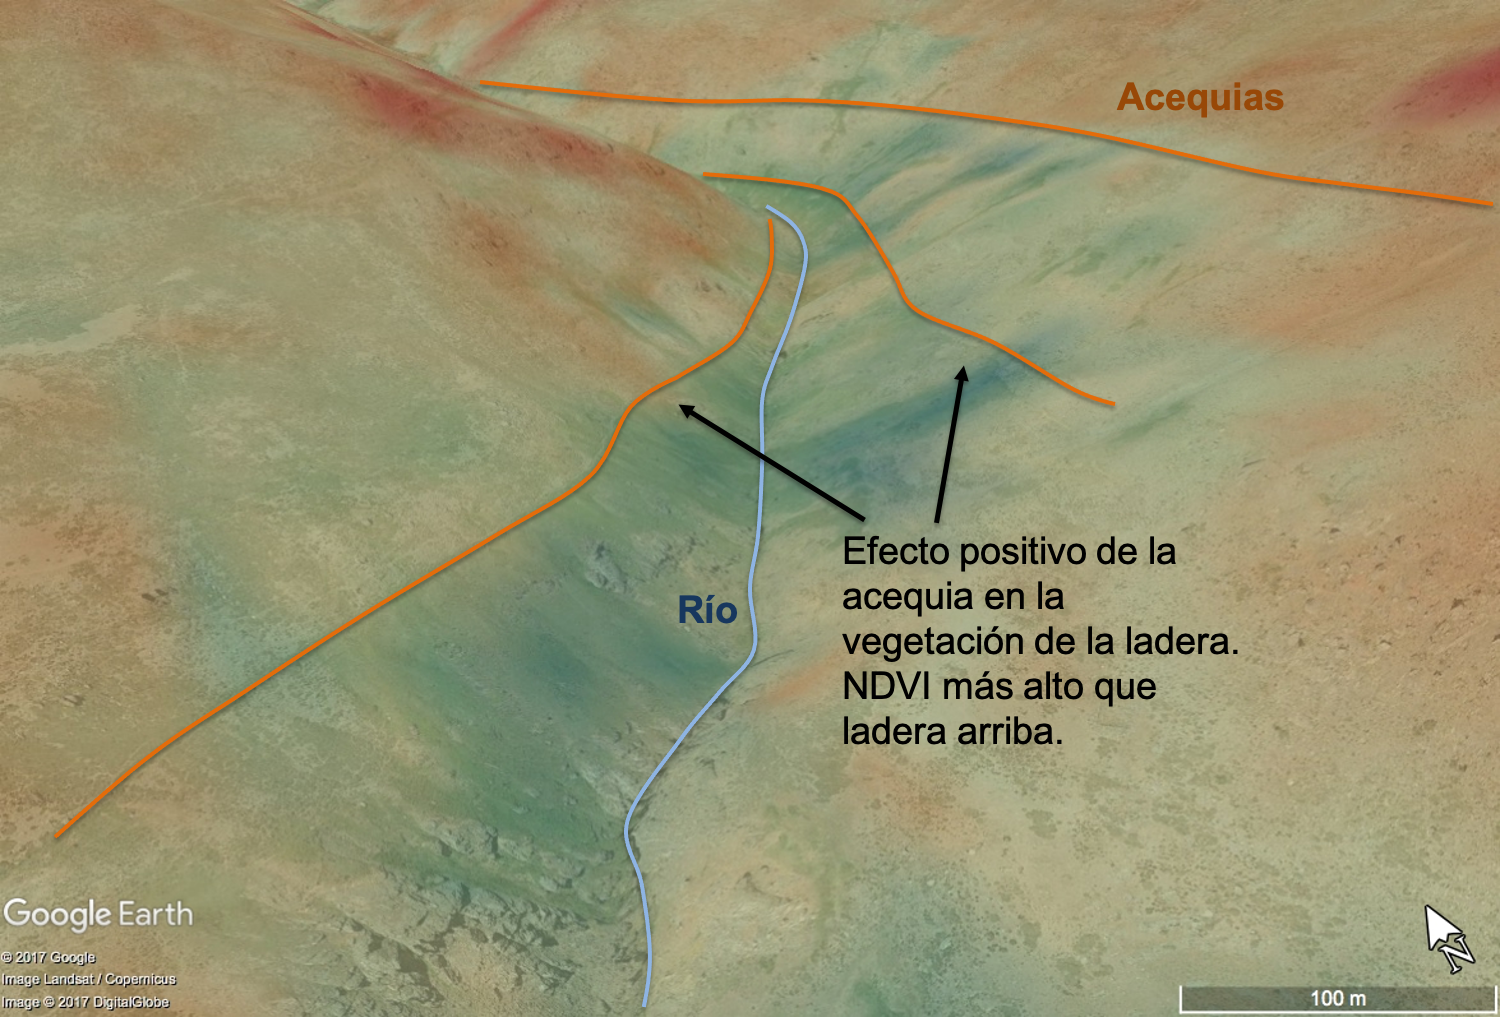 Acequias
Efecto positivo de la
acequia en la
vegetación de la ladera.
NDVI más alto que
ladera arriba.
Río
Google Earth
© 2017 Google
Image Landsat / Copernicus
Image © 2017 DigitalGlobe
N
100 m